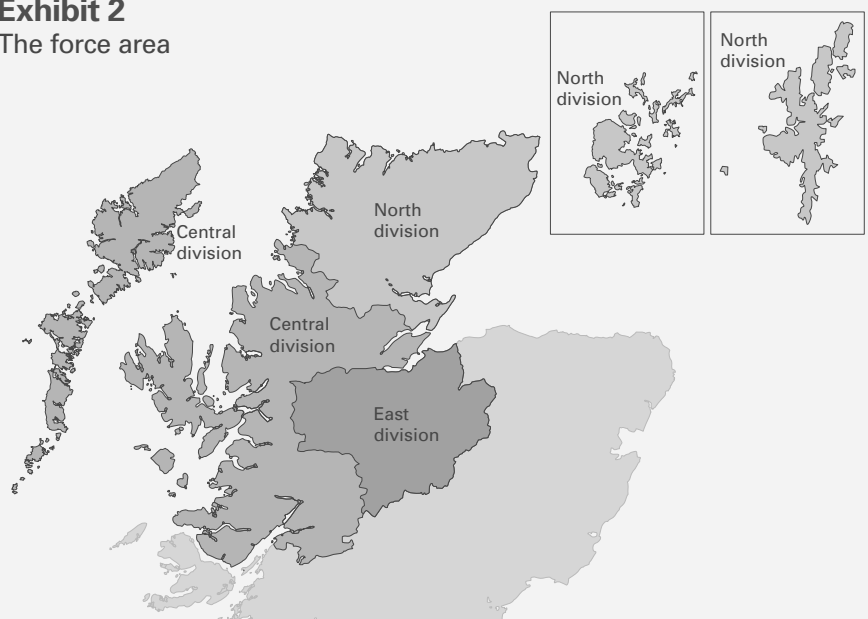 Exhibit 2
The force area
North
division
North
division
North
division
Central
division
Central
division
East
division